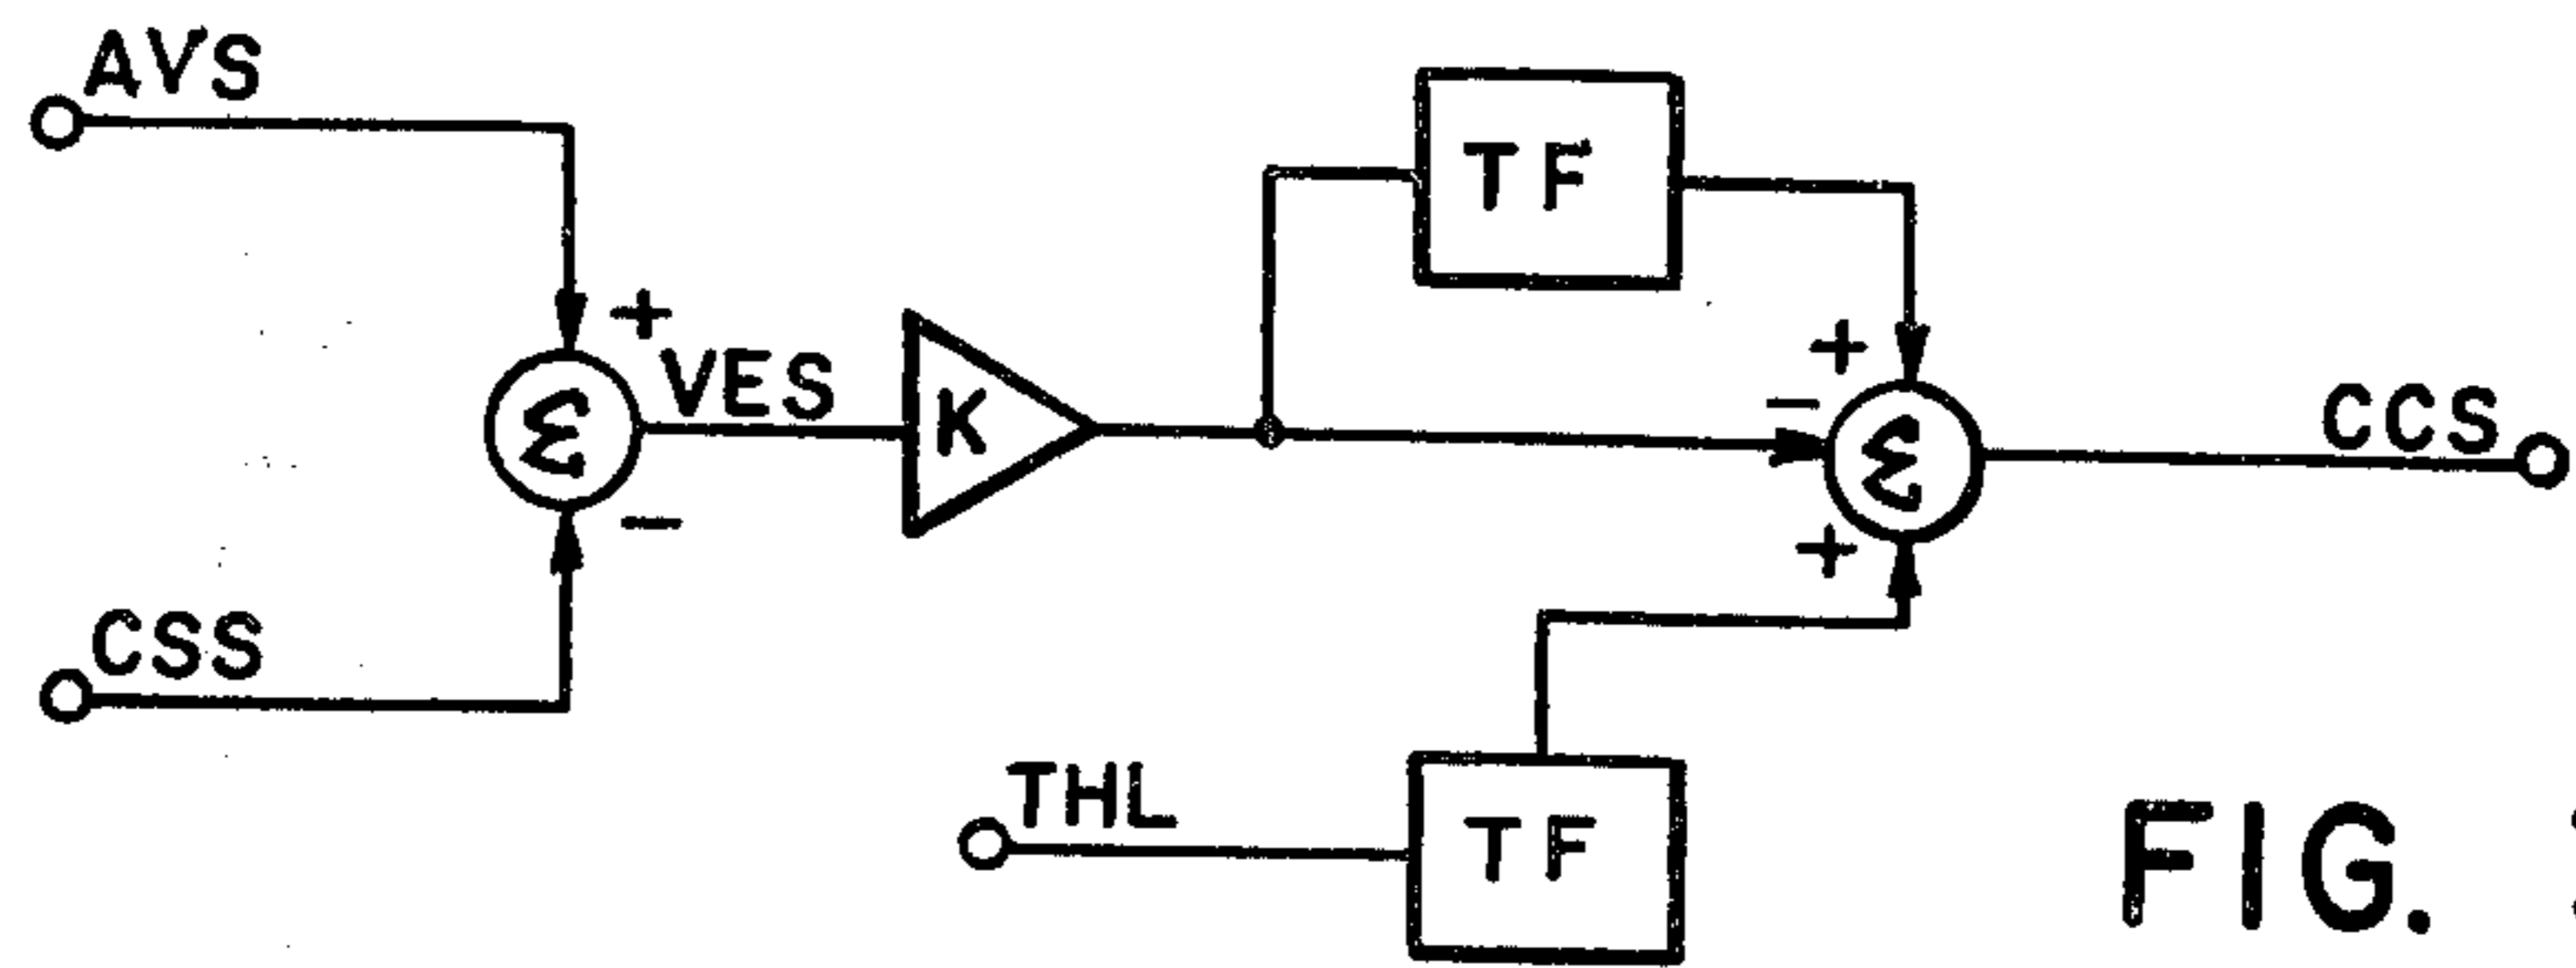 AVS
TF
+
+
VES
K
-
Σ
Σ
CCS
-
+
CSS
THL
TF
FIG.